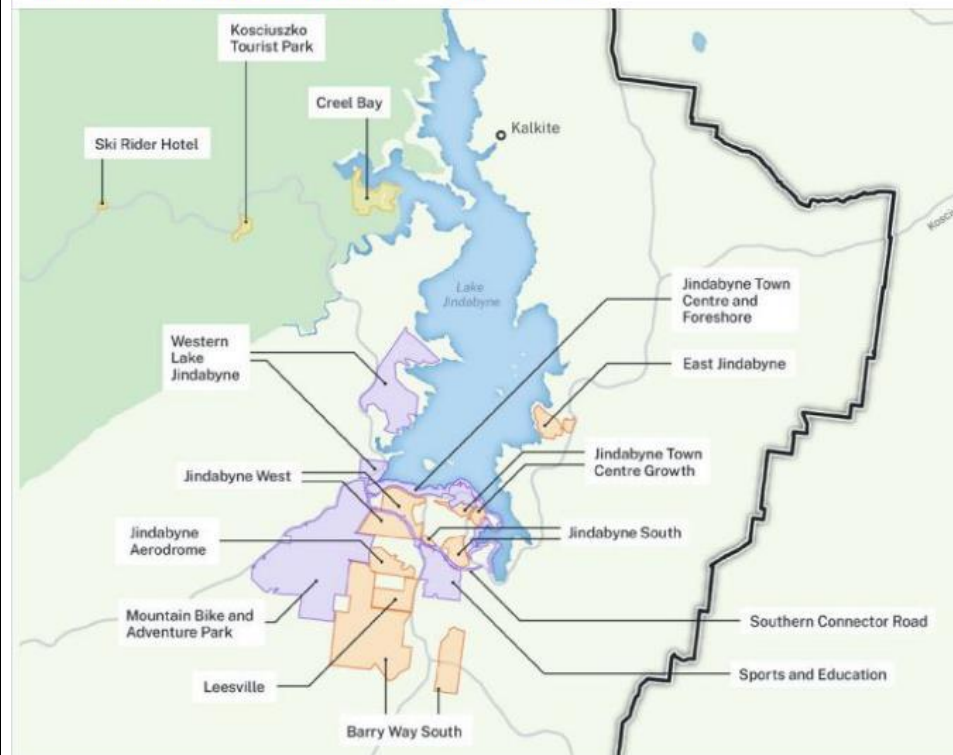 Kosciuszko
Tourist Park
Creel Bay
Kalkite
Ski Rider Hotel
Lake
Jindabyne
Jindabyne Town
Centre and
Foreshore
Western
Lake
Jindabyne
East Jindabyne
Jindabyne Town
Centre Growth
Jindabyne West
Jindabyne
Aerodrome
Jindabyne South
Mountain Bike and
Adventure Park
Southern Connector Road
Leesville
Sports and Education
Barry Way South